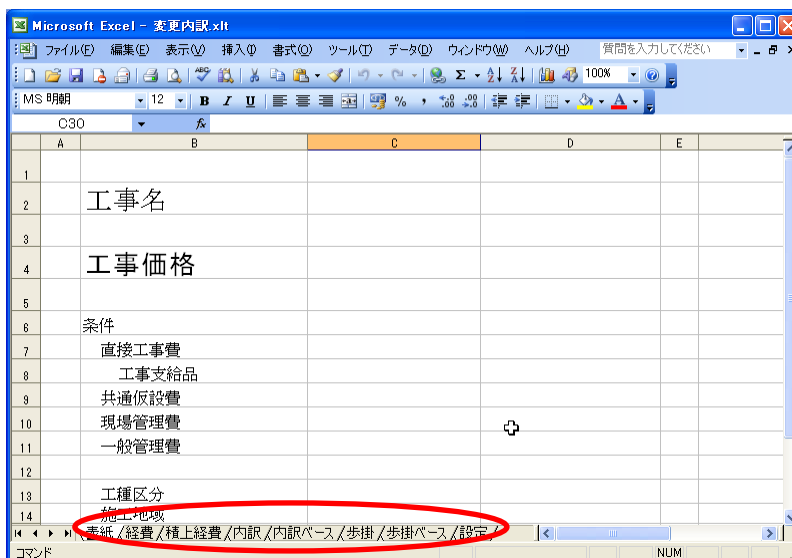 Microsoft Excel - 変更内訳.xlt
ファイル(F) 編集(E) 表示(V) 挿入(I) 書式(O) ツール(T) データ(D) ウィンドウ(W) ヘルプ(H) 質問を入力してください
ABC Σ 100%
MS 明朝 12 B I U % , A
C30 fx
A B C D E
1
2 工事名
3
4 工事価格
5
6 条件
7 直接工事費
8 工事支給品
9 共通仮設費
10 現場管理費
11 一般管理費
12
13 工種区分
14 施工地域
表紙 / 経費 / 積上経費 / 内訳 / 内訳ベース / 歩掛 / 歩掛ベース / 設定 /
コマンド NUM